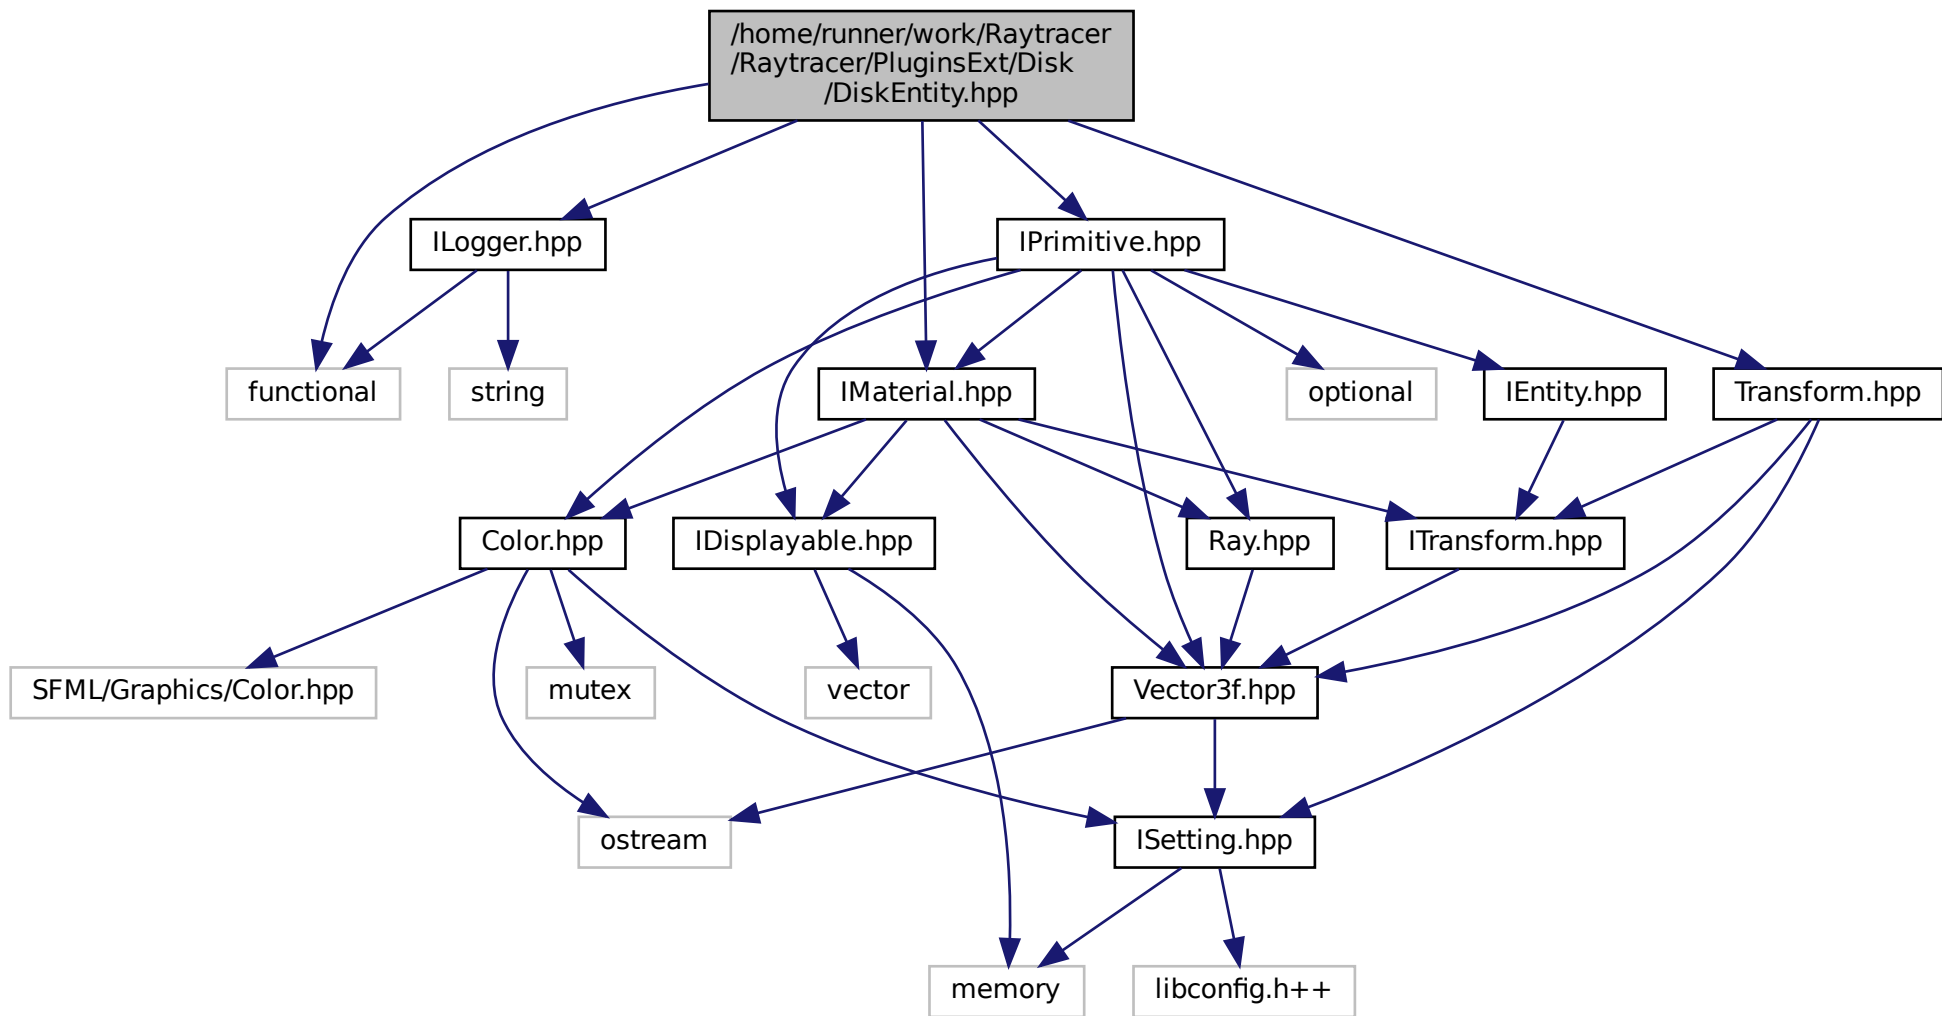 /home/runner/work/Raytracer
/Raytracer/PluginsExt/Disk
/DiskEntity.hpp
ILogger.hpp
IPrimitive.hpp
functional
string
IMaterial.hpp
optional
IEntity.hpp
Transform.hpp
Color.hpp
IDisplayable.hpp
Ray.hpp
ITransform.hpp
SFML/Graphics/Color.hpp
mutex
vector
Vector3f.hpp
ostream
ISetting.hpp
memory
libconfig.h++